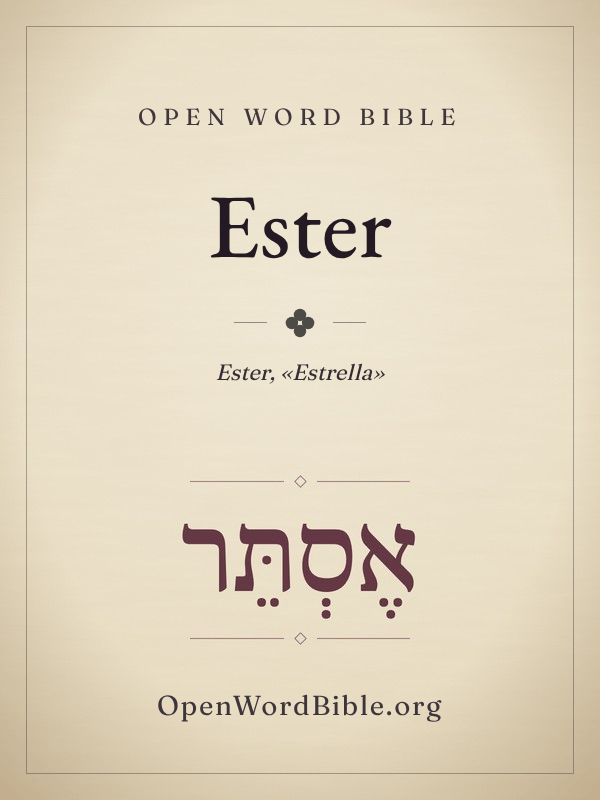 OPEN WORD BIBLE
Ester
Ester, «Estrella»
אֶסְתֵּר
OpenWordBible.org